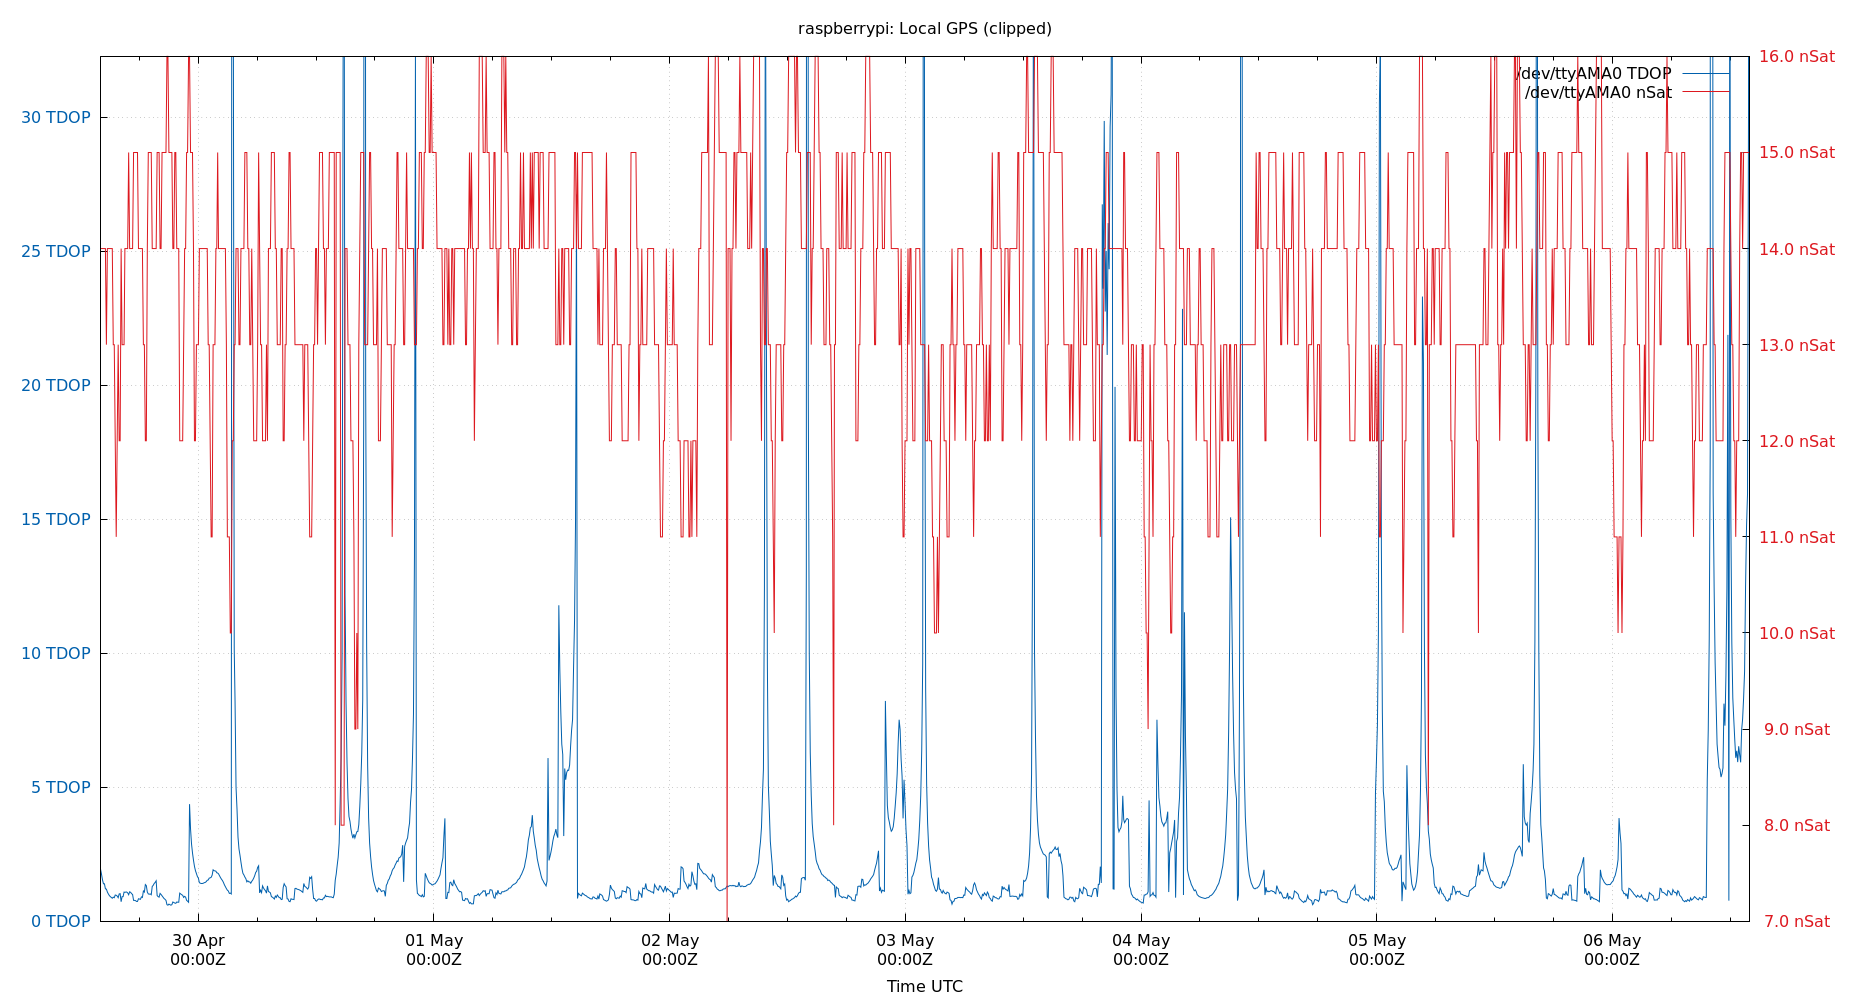 raspberrypi: Local GPS (clipped)
/dev/ttyAMA0 TDOP
/dev/ttyAMA0 nSat
30 TDOP
25 TDOP
20 TDOP
15 TDOP
10 TDOP
5 TDOP
0 TDOP
16.0 nSat
15.0 nSat
14.0 nSat
13.0 nSat
12.0 nSat
11.0 nSat
10.0 nSat
9.0 nSat
8.0 nSat
7.0 nSat
30 Apr
00:00Z
01 May
00:00Z
02 May
00:00Z
03 May
00:00Z
04 May
00:00Z
05 May
00:00Z
06 May
00:00Z
Time UTC